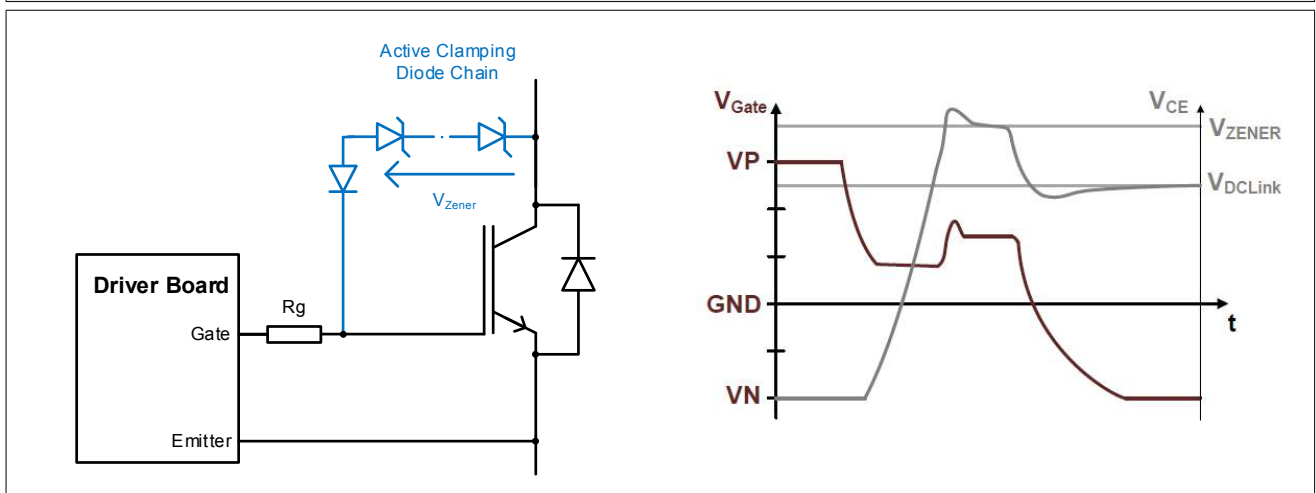 Active Clamping
Diode Chain
VZener
Driver Board
Rg
Gate
Emitter
VGate
VCE
VZENER
VP
VDCLink
GND
t
VN